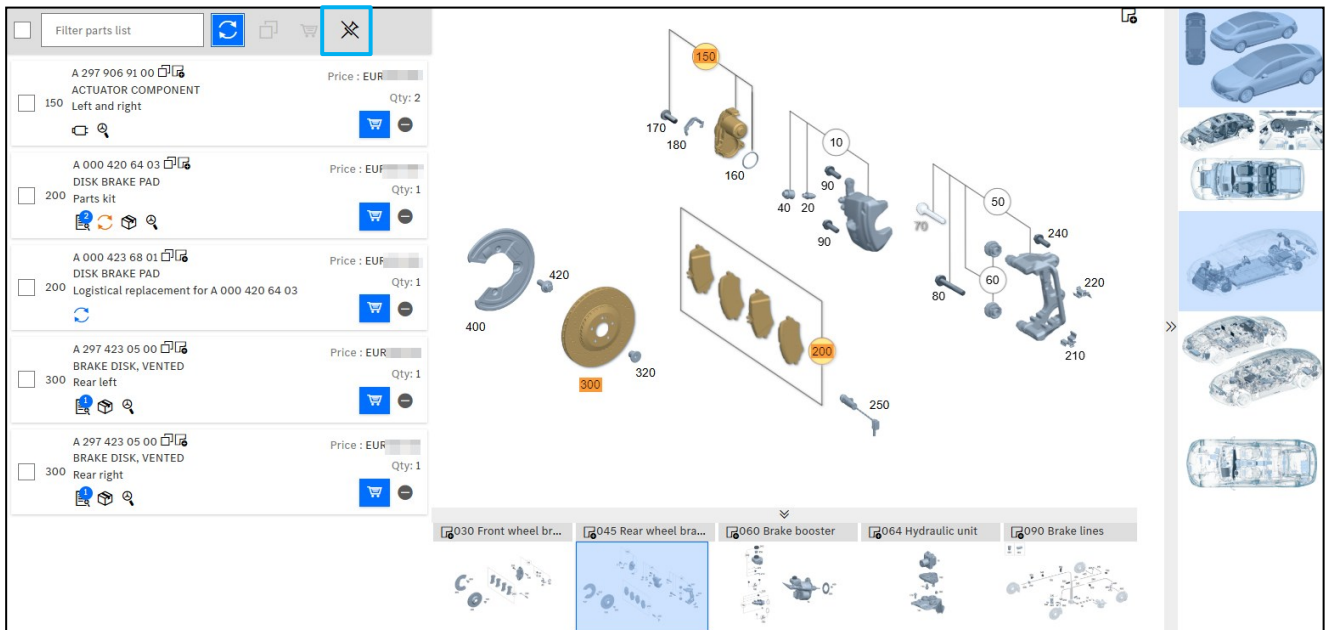 Filter parts list
A 297 906 91 00
Price : EUR
ACTUATOR COMPONENT
Qty: 2
150 Left and right
A 000 420 64 03
Price : EUR
DISK BRAKE PAD
Qty: 1
200 Parts kit
2
A 000 423 68 01
Price : EUR
DISK BRAKE PAD
Qty: 1
200 Logistical replacement for A 000 420 64 03
A 297 423 05 00
Price : EUR
BRAKE DISK, VENTED
Qty: 1
300 Rear left
1
A 297 423 05 00
Price : EUR
BRAKE DISK, VENTED
Qty: 1
300 Rear right
1
150
170
180
160
10
90
40 20
90
70
50
240
60
80
220
210
420
400
300
320
200
250
030 Front wheel br...
045 Rear wheel bra...
060 Brake booster
064 Hydraulic unit
090 Brake lines